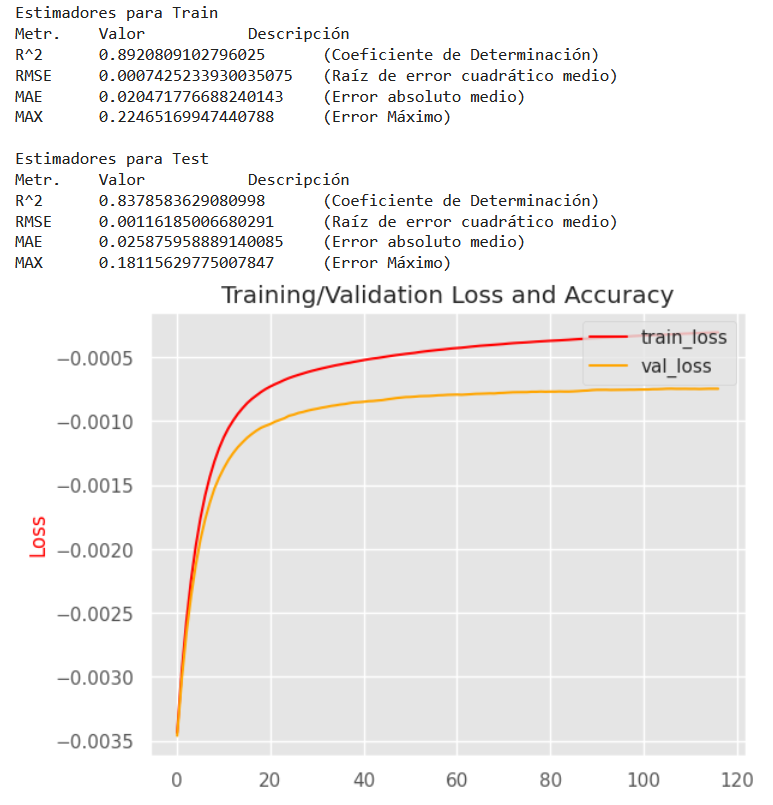 Estimadores para Train
Metr. Valor Descripción
R^2 0.8920809102796025 (Coeficiente de Determinación)
RMSE 0.0007425233930035075 (Raíz de error cuadrático medio)
MAE 0.020471776688240143 (Error absoluto medio)
MAX 0.22465169947440788 (Error Máximo)
Estimadores para Test
Metr. Valor Descripción
R^2 0.8378583629080998 (Coeficiente de Determinación)
RMSE 0.00116185006680291 (Raíz de error cuadrático medio)
MAE 0.025875958889140085 (Error absoluto medio)
MAX 0.18115629775007847 (Error Máximo)
Training/Validation Loss and Accuracy
train_loss
val_loss
−0.0005
−0.0010
−0.0015
−0.0020
−0.0025
−0.0030
−0.0035
Loss
0 20 40 60 80 100 120